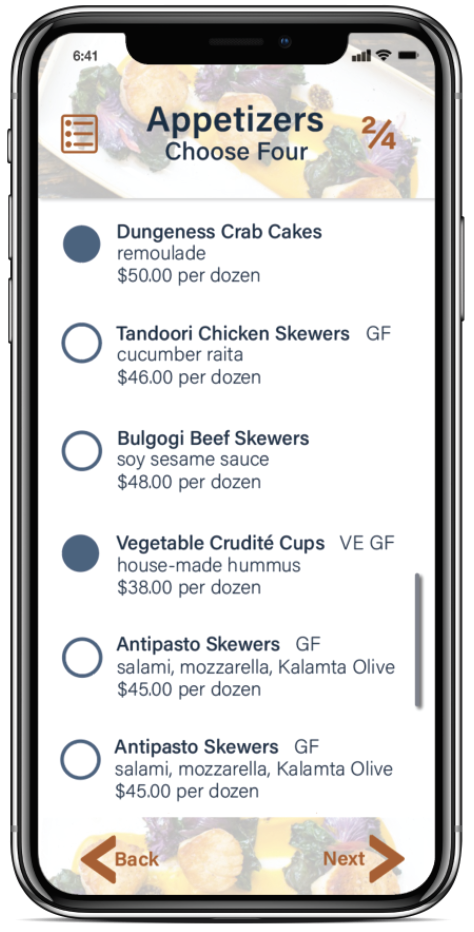 6:41
Appetizers
Choose Four
2/4
Dungeness Crab Cakes
remoulade
$50.00 per dozen
Tandoori Chicken Skewers GF
cucumber raita
$46.00 per dozen
Bulgogi Beef Skewers
soy sesame sauce
$48.00 per dozen
Vegetable Crudité Cups VE GF
house-made hummus
$38.00 per dozen
Antipasto Skewers GF
salami, mozzarella, Kalamta Olive
$45.00 per dozen
Antipasto Skewers GF
salami, mozzarella, Kalamta Olive
$45.00 per dozen
Back Next